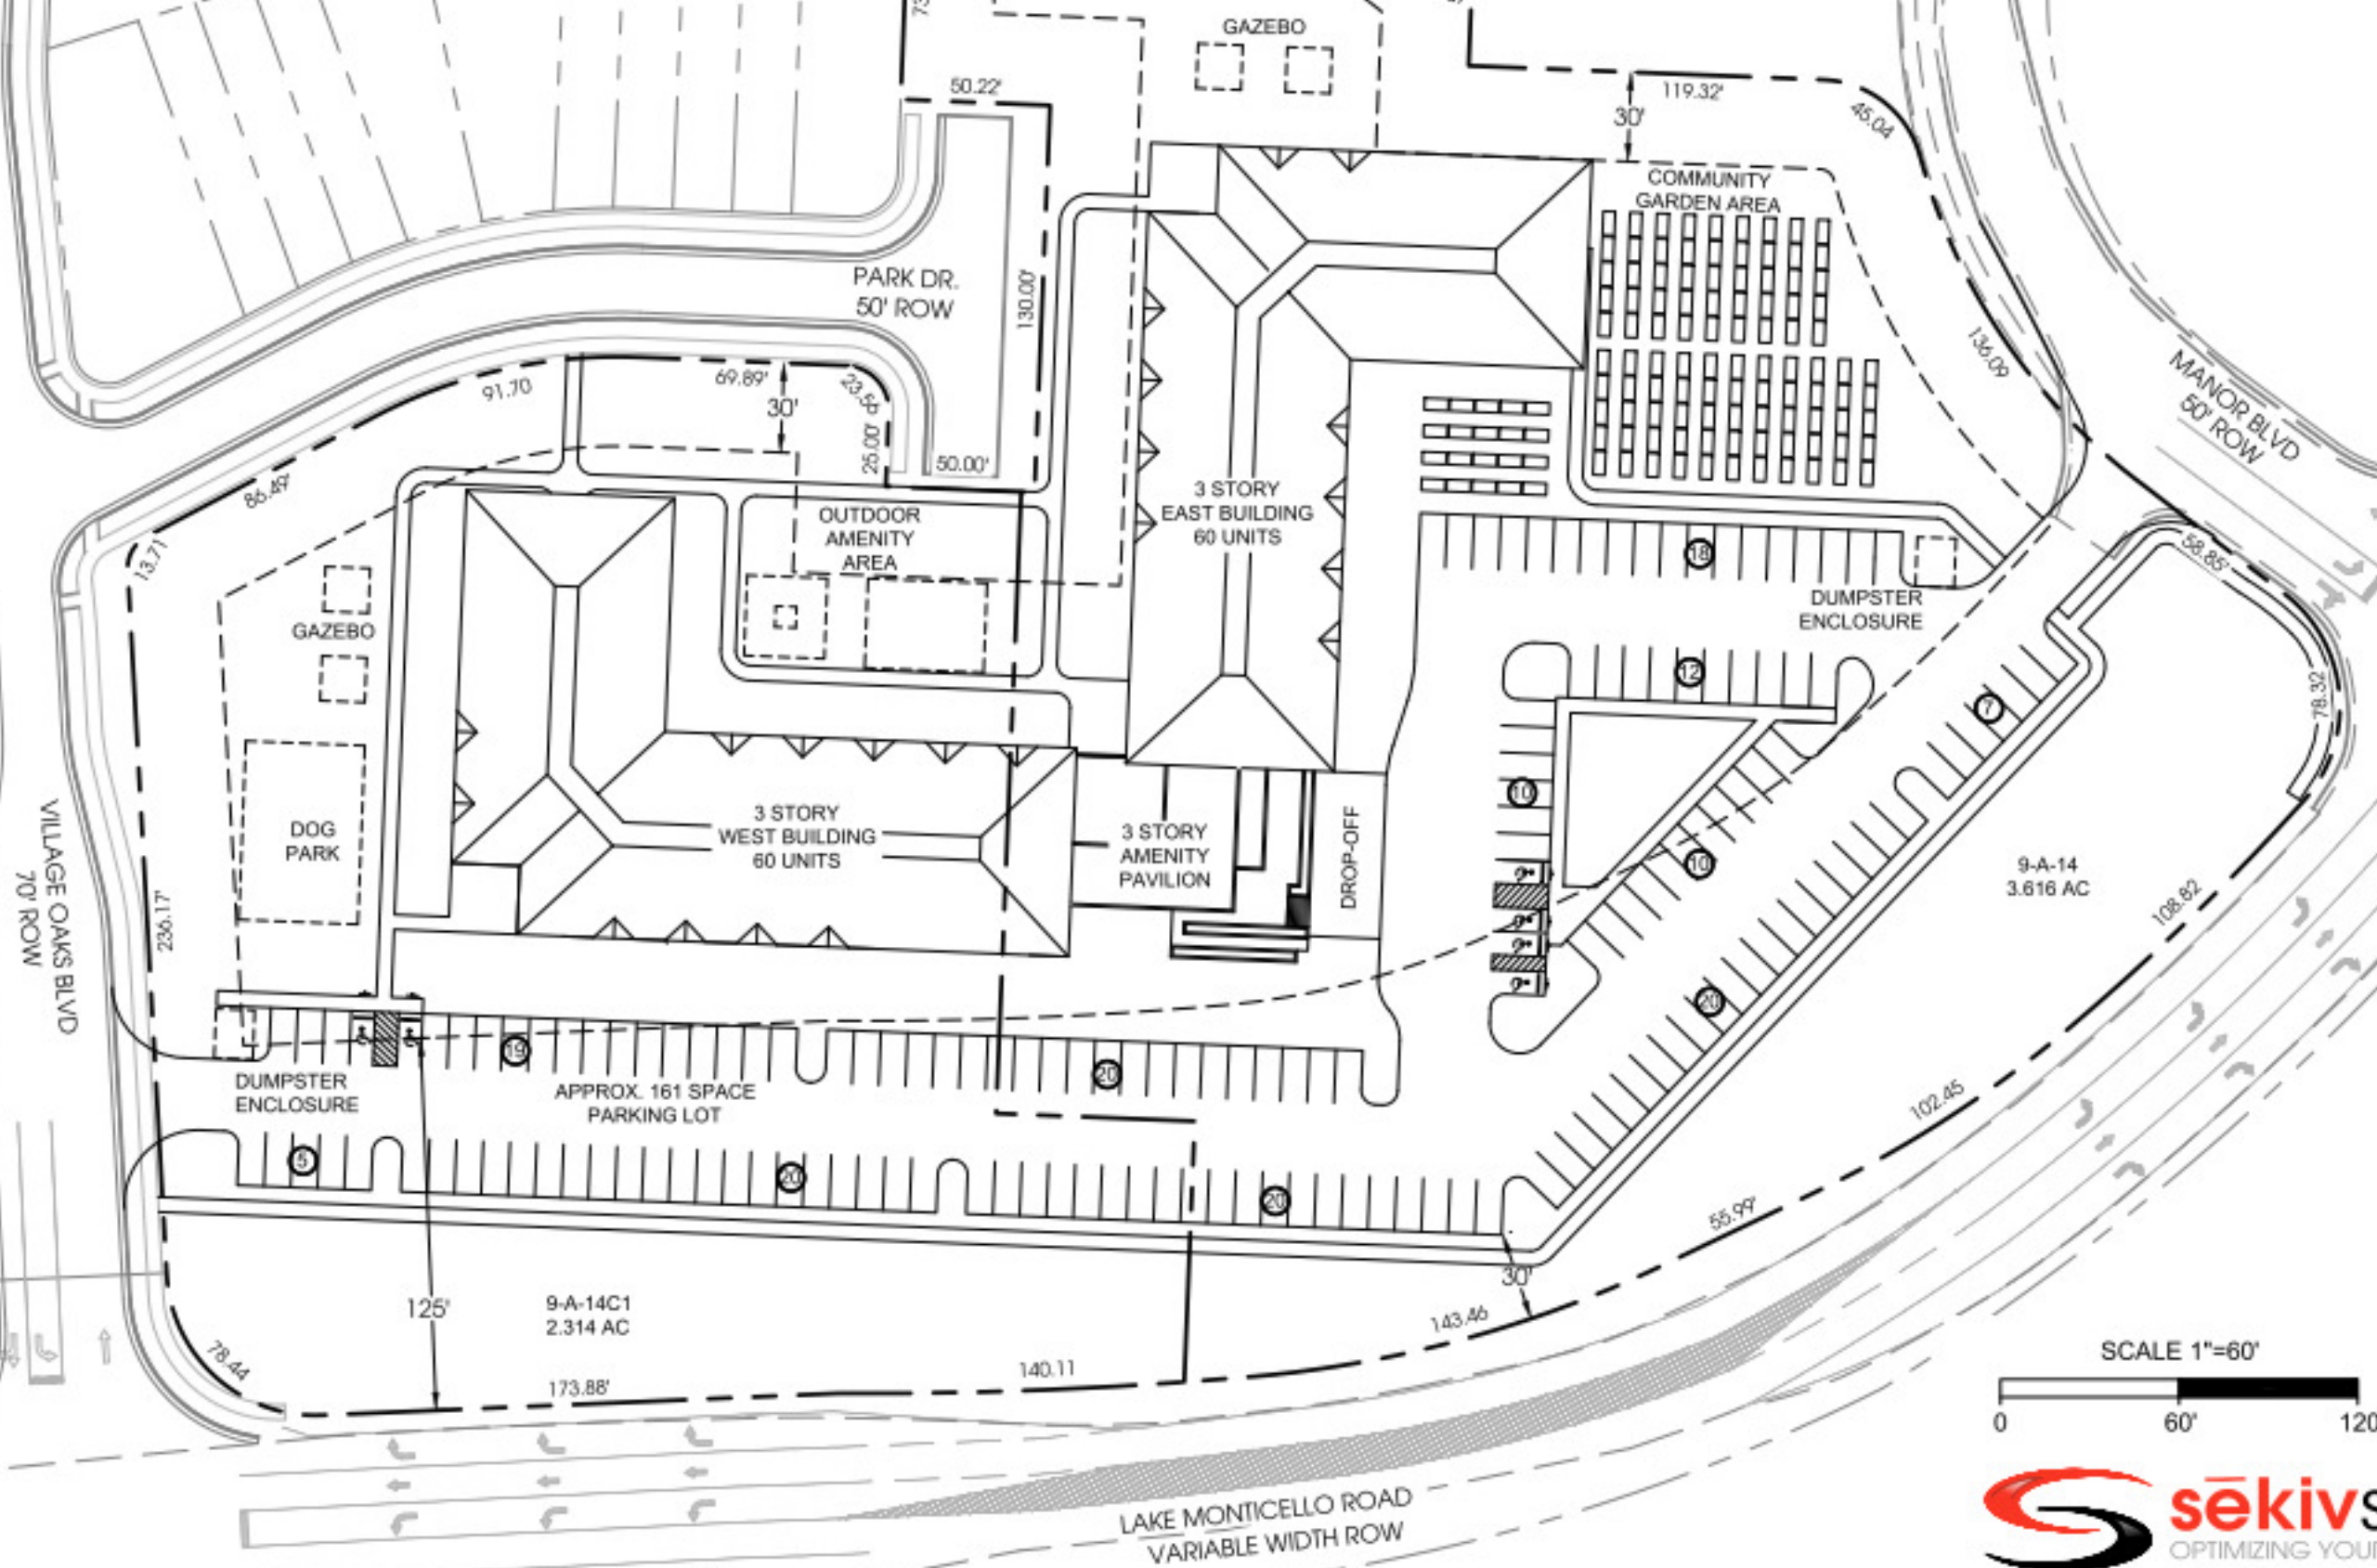 GAZEBO
50.22'
119.32'
30'
45.04
COMMUNITY
GARDEN AREA
PARK DR.
50' ROW
130.00'
136.09
MANOR BLVD
50' ROW
91.70
69.89'
30'
23.56
25.00'
50.00'
86.49'
13.71
3 STORY
EAST BUILDING
60 UNITS
OUTDOOR
AMENITY
AREA
18
58.85'
GAZEBO
DUMPSTER
ENCLOSURE
12
7
78.32
10
DOG
PARK
3 STORY
WEST BUILDING
60 UNITS
3 STORY
AMENITY
PAVILION
DROP-OFF
10
9-A-14
3.616 AC
108.82
VILLAGE OAKS BLVD
70' ROW
236.17'
20
19
20
DUMPSTER
ENCLOSURE
APPROX. 161 SPACE
PARKING LOT
102.45
5
20
20
55.99'
30'
125'
9-A-14C1
2.314 AC
143.46
78.44
173.88'
140.11
SCALE 1"=60'
0 60' 120
LAKE MONTICELLO ROAD
VARIABLE WIDTH ROW
sekivs
OPTIMIZING YOU